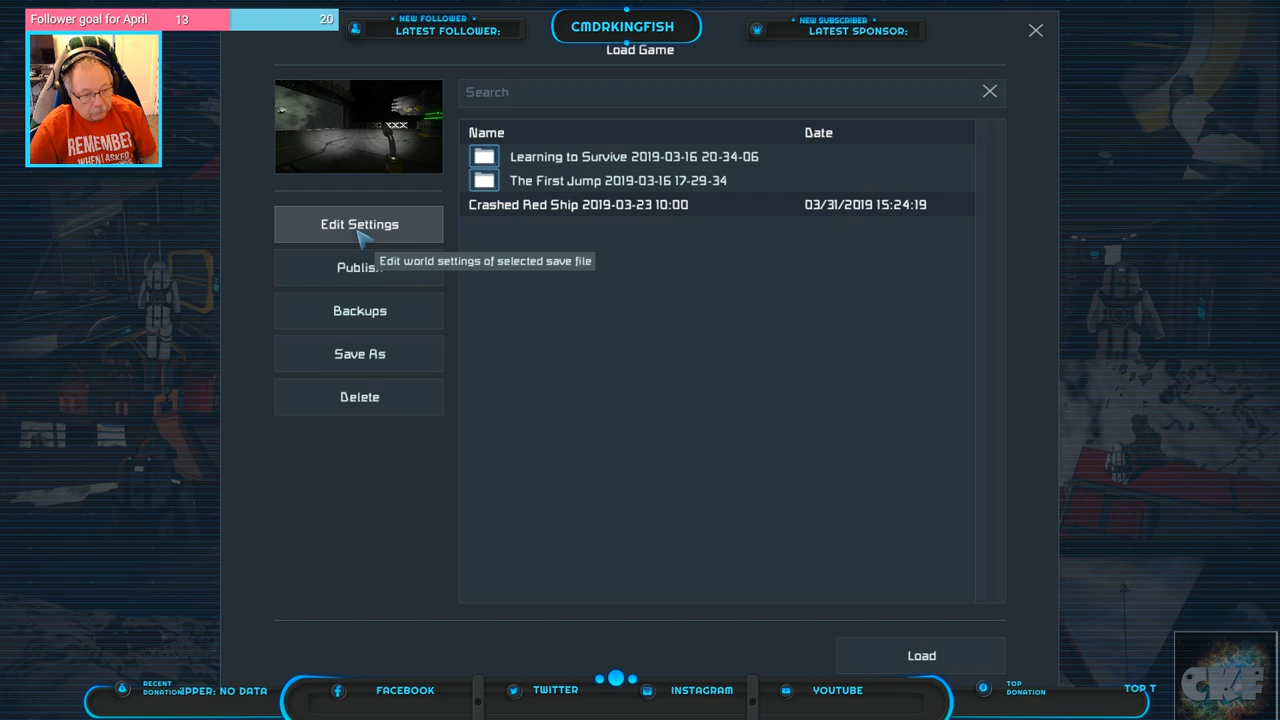 Follower goal for April 13 20
NEW FOLLOWER
LATEST FOLLOWER:
CMDRKINGFISH
NEW SUBSCRIBER
LATEST SPONSOR:
Load Game
REMEMBER
WHEN I ASKED
Search
Name Date
Learning to Survive 2019-03-16 20-34-06
The First Jump 2019-03-16 17-29-34
Crashed Red Ship 2019-03-23 10:00 03/31/2019 15:24:19
XXX
Edit Settings
Edit world settings of selected save file
Publis
Backups
Save As
Delete
Load
RECENT
DONATION
IPPER: NO DATA
FACEBOOK
TWITTER
INSTAGRAM
YOUTUBE
TOP
DONATION
TOP T
CKF